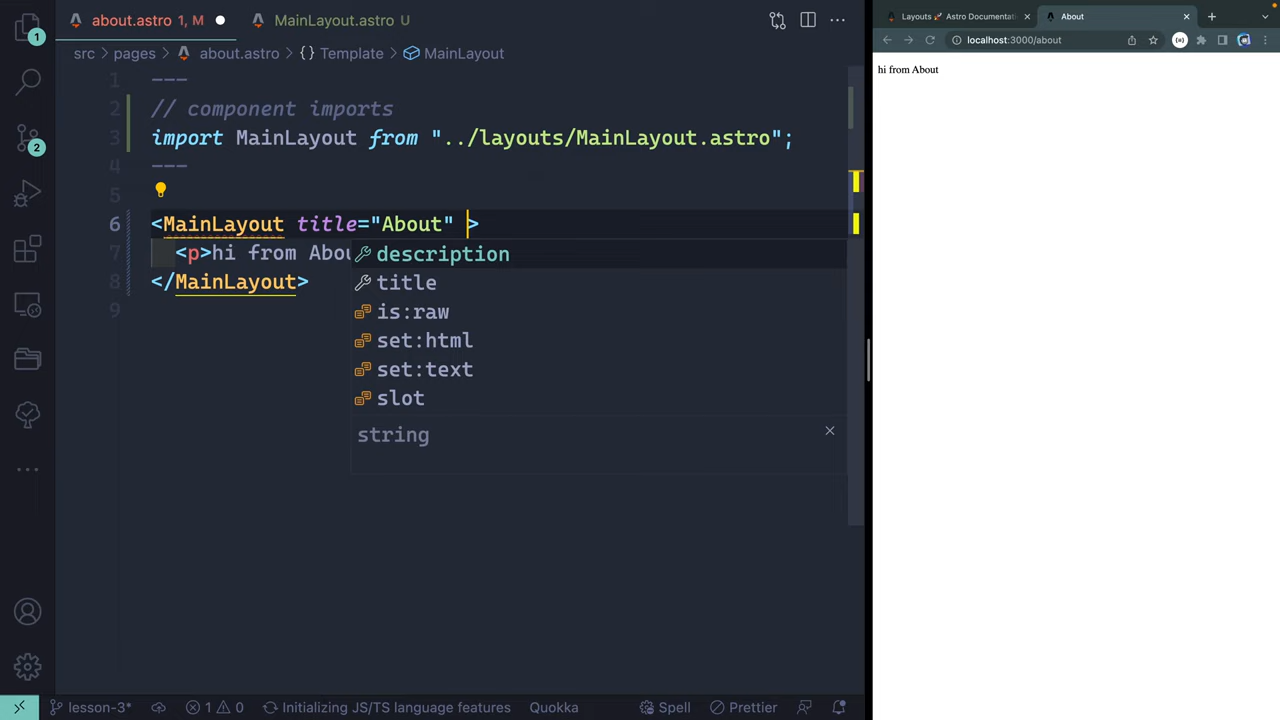 about.astro 1, M
MainLayout.astro U
src › pages › about.astro › {} Template › MainLayout
1 ---
2 // component imports
3 import MainLayout from "../layouts/MainLayout.astro";
4 ---
5
6 <MainLayout title="About" >
7 <p>hi from Abou
8 </MainLayout>
9
description
title
is:raw
set:html
set:text
slot
string
1
2
lesson-3*
1 0
Initializing JS/TS language features
Quokka
Spell
Prettier
Layouts 🚀 Astro Documentati
About
localhost:3000/about
hi from About